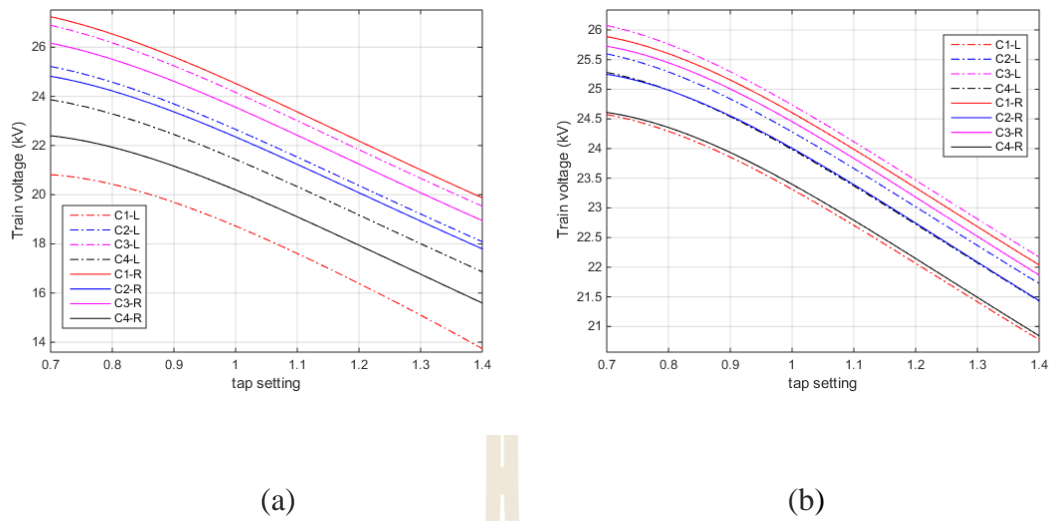 26
24
22
20
18
16
14
Train voltage (kV)
C1-L
C2-L
C3-L
C4-L
C1-R
C2-R
C3-R
C4-R
0.7 0.8 0.9 1 1.1 1.2 1.3 1.4
tap setting
(a)
26
25.5
25
24.5
24
23.5
23
22.5
22
21.5
21
Train voltage (kV)
C1-L
C2-L
C3-L
C4-L
C1-R
C2-R
C3-R
C4-R
0.7 0.8 0.9 1 1.1 1.2 1.3 1.4
tap setting
(b)